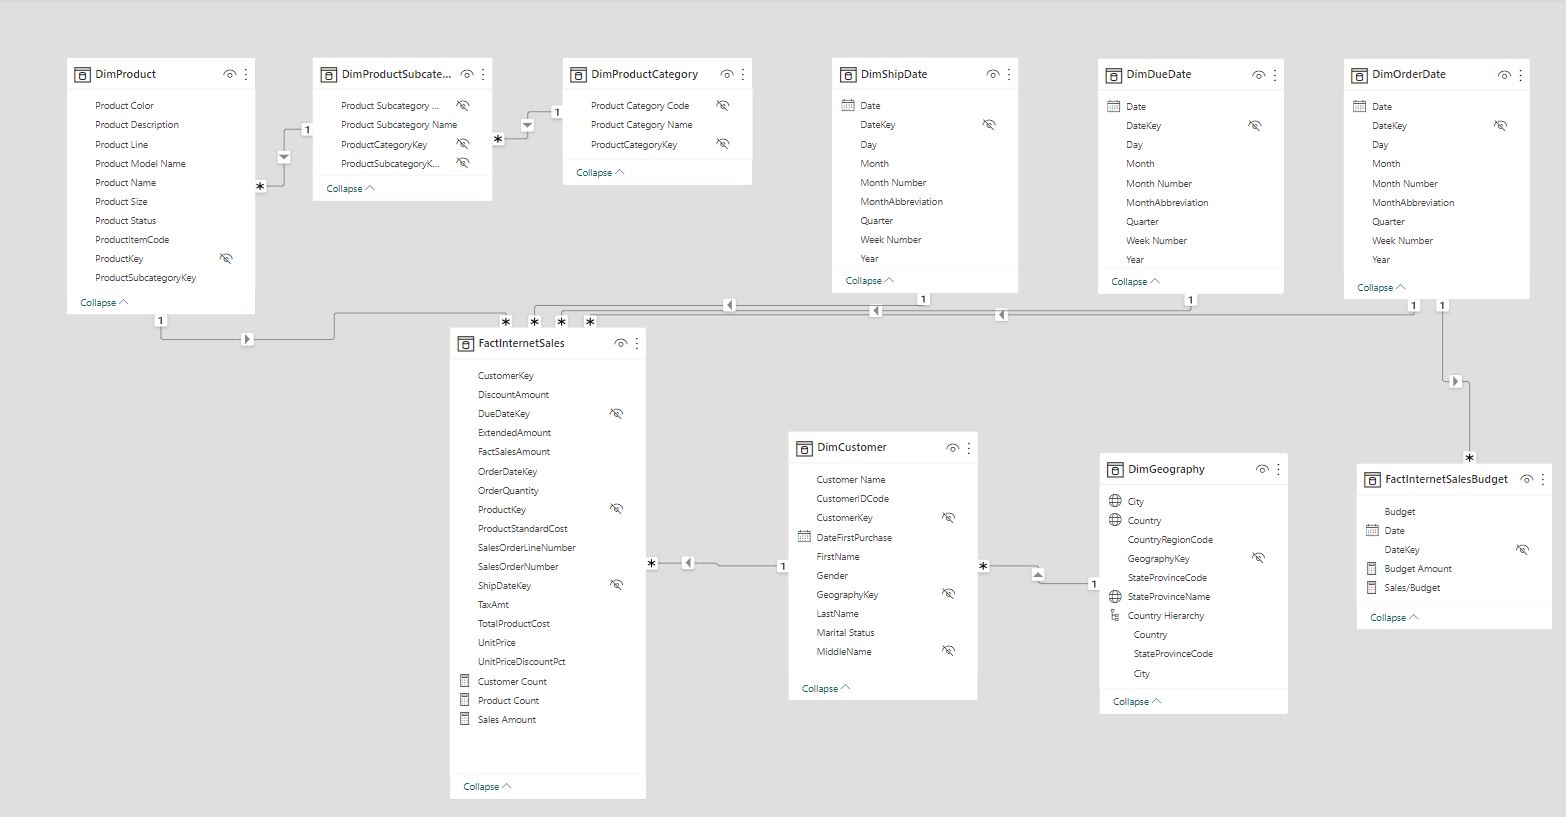 DimProduct
Product Color
Product Description
Product Line
Product Model Name
Product Name
Product Size
Product Status
ProductItemCode
ProductKey
ProductSubcategoryKey
Collapse
1
*
1
DimProductSubcate...
Product Subcategory ...
Product Subcategory Name
ProductCategoryKey
ProductSubcategoryK...
Collapse
*
1
DimProductCategory
Product Category Code
Product Category Name
ProductCategoryKey
Collapse
DimShipDate
Date
DateKey
Day
Month
Month Number
MonthAbbreviation
Quarter
Week Number
Year
Collapse
1
DimDueDate
Date
DateKey
Day
Month
Month Number
MonthAbbreviation
Quarter
Week Number
Year
Collapse
1
DimOrderDate
Date
DateKey
Day
Month
Month Number
MonthAbbreviation
Quarter
Week Number
Year
Collapse
1 1
* * * *
FactInternetSales
CustomerKey
DiscountAmount
DueDateKey
ExtendedAmount
FactSalesAmount
OrderDateKey
OrderQuantity
ProductKey
ProductStandardCost
SalesOrderLineNumber
SalesOrderNumber
ShipDateKey
TaxAmt
TotalProductCost
UnitPrice
UnitPriceDiscountPct
Customer Count
Product Count
Sales Amount
Collapse
*
1
DimCustomer
Customer Name
CustomerIDCode
CustomerKey
DateFirstPurchase
FirstName
Gender
GeographyKey
LastName
Marital Status
MiddleName
Collapse
*
1
DimGeography
City
Country
CountryRegionCode
GeographyKey
StateProvinceCode
StateProvinceName
Country Hierarchy
Country
StateProvinceCode
City
Collapse
*
FactInternetSalesBudget
Budget
Date
DateKey
Budget Amount
Sales/Budget
Collapse